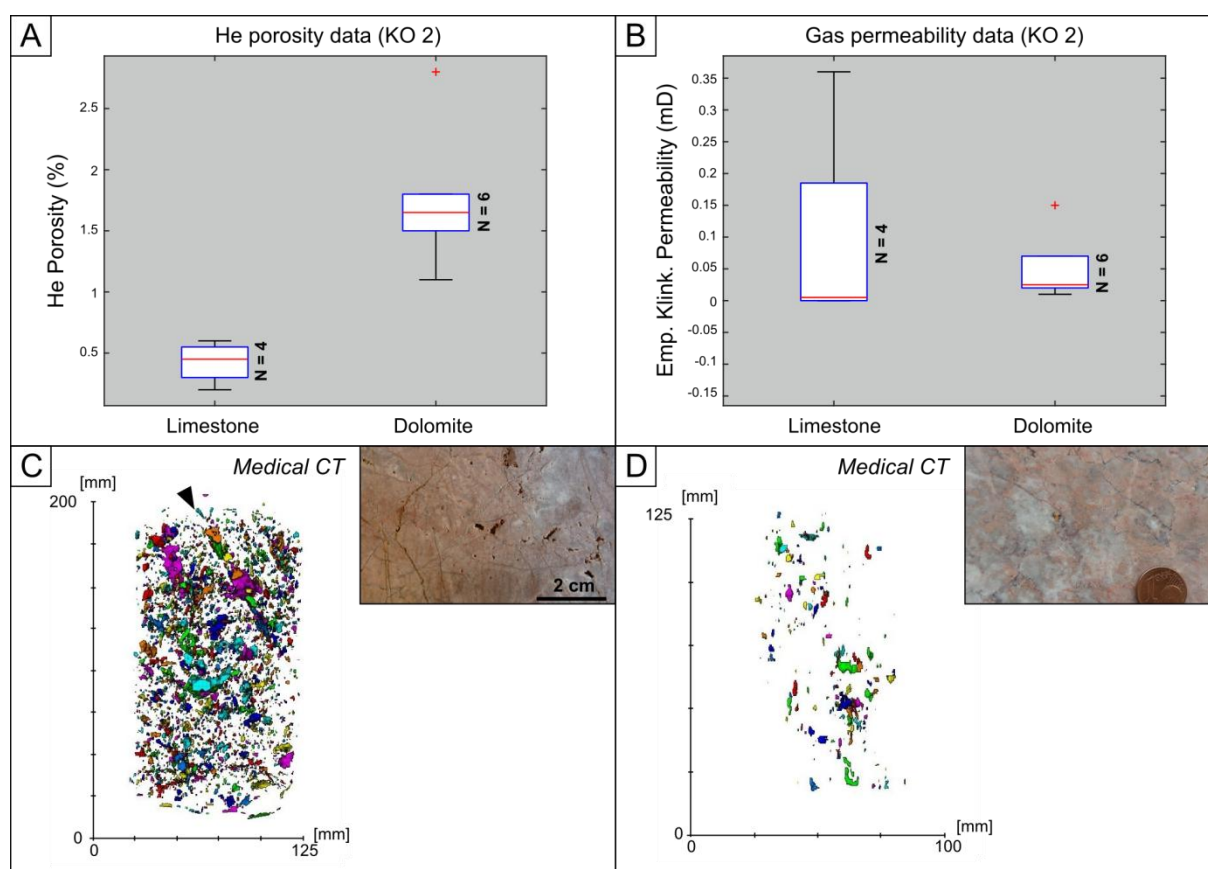 A
He porosity data (KO 2)
He Porosity (%)
2.5
2
1.5
1
0.5
N = 4
N = 6
Limestone
Dolomite
B
Gas permeability data (KO 2)
Emp. Klink. Permeability (mD)
0.35
0.3
0.25
0.2
0.15
0.1
0.05
0
-0.05
-0.1
-0.15
N = 4
N = 6
Limestone
Dolomite
C
Medical CT
[mm]
200
0
0
125
[mm]
2 cm
D
Medical CT
[mm]
125
0
0
100
[mm]